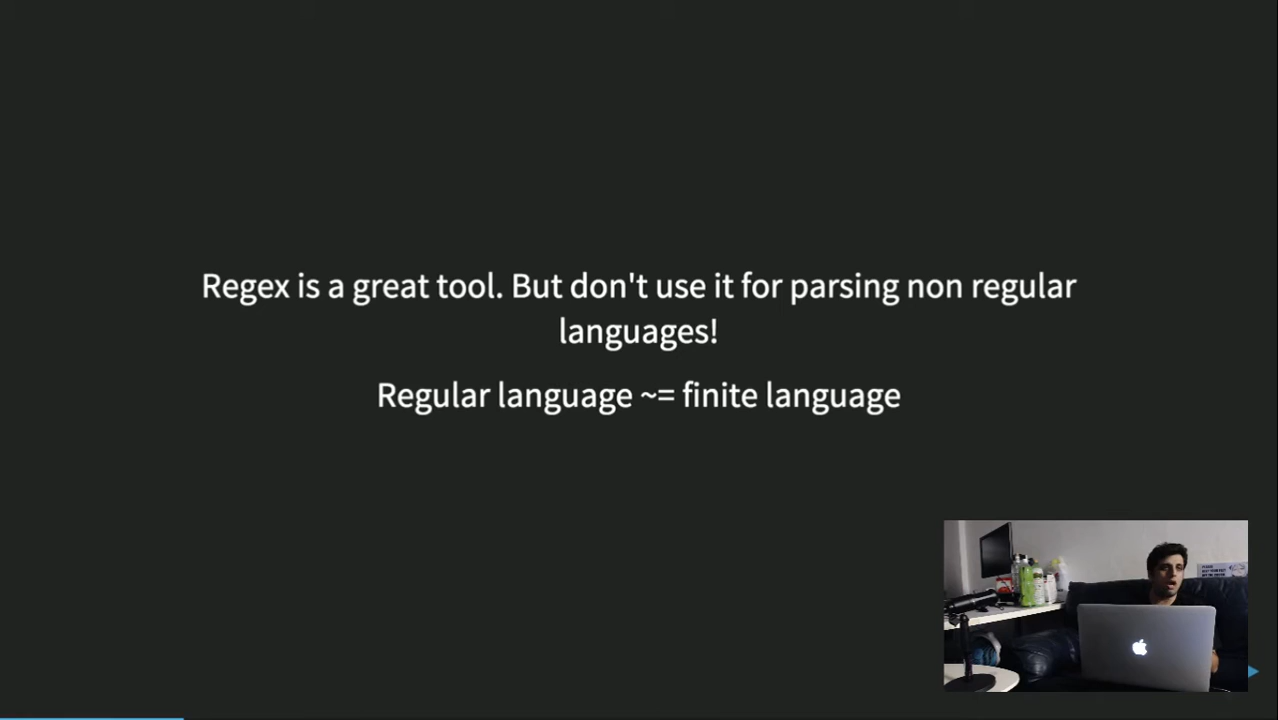 Regex is a great tool. But don't use it for parsing non regular
languages!
Regular language ~= finite language